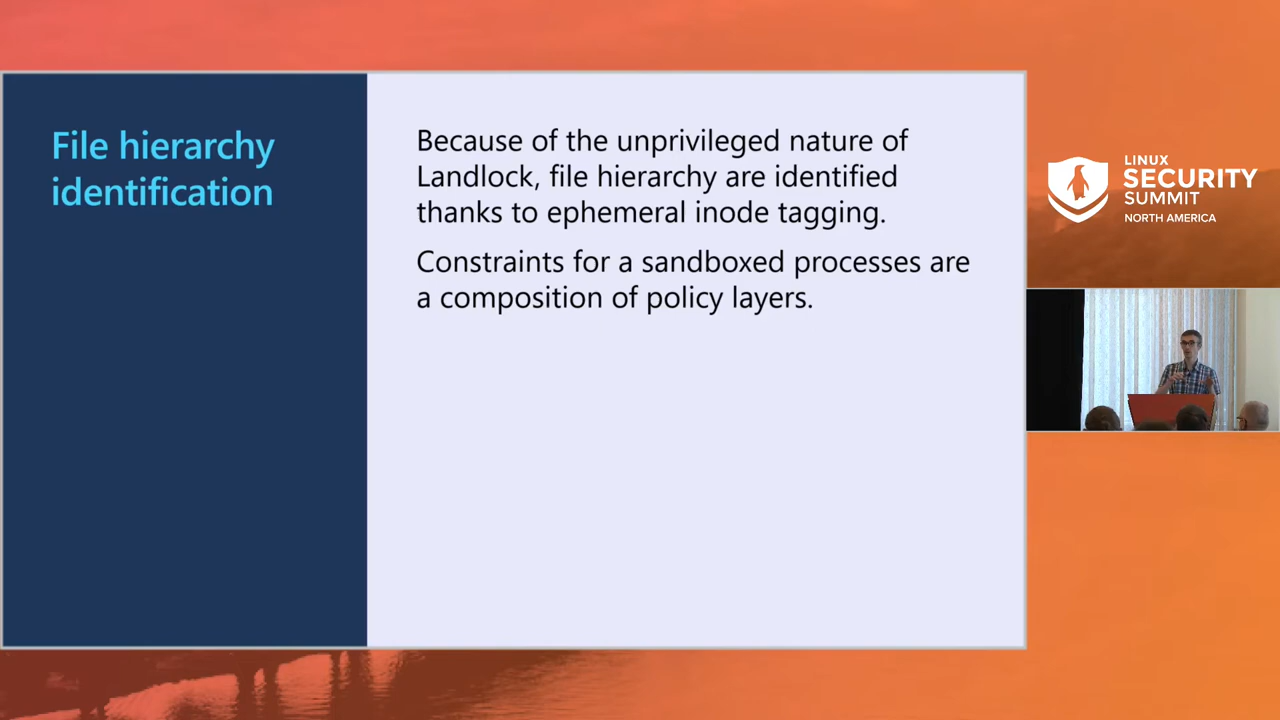 File hierarchy
identification
Because of the unprivileged nature of
Landlock, file hierarchy are identified
thanks to ephemeral inode tagging.
Constraints for a sandboxed processes are
a composition of policy layers.
LINUX
SECURITY
SUMMIT
NORTH AMERICA